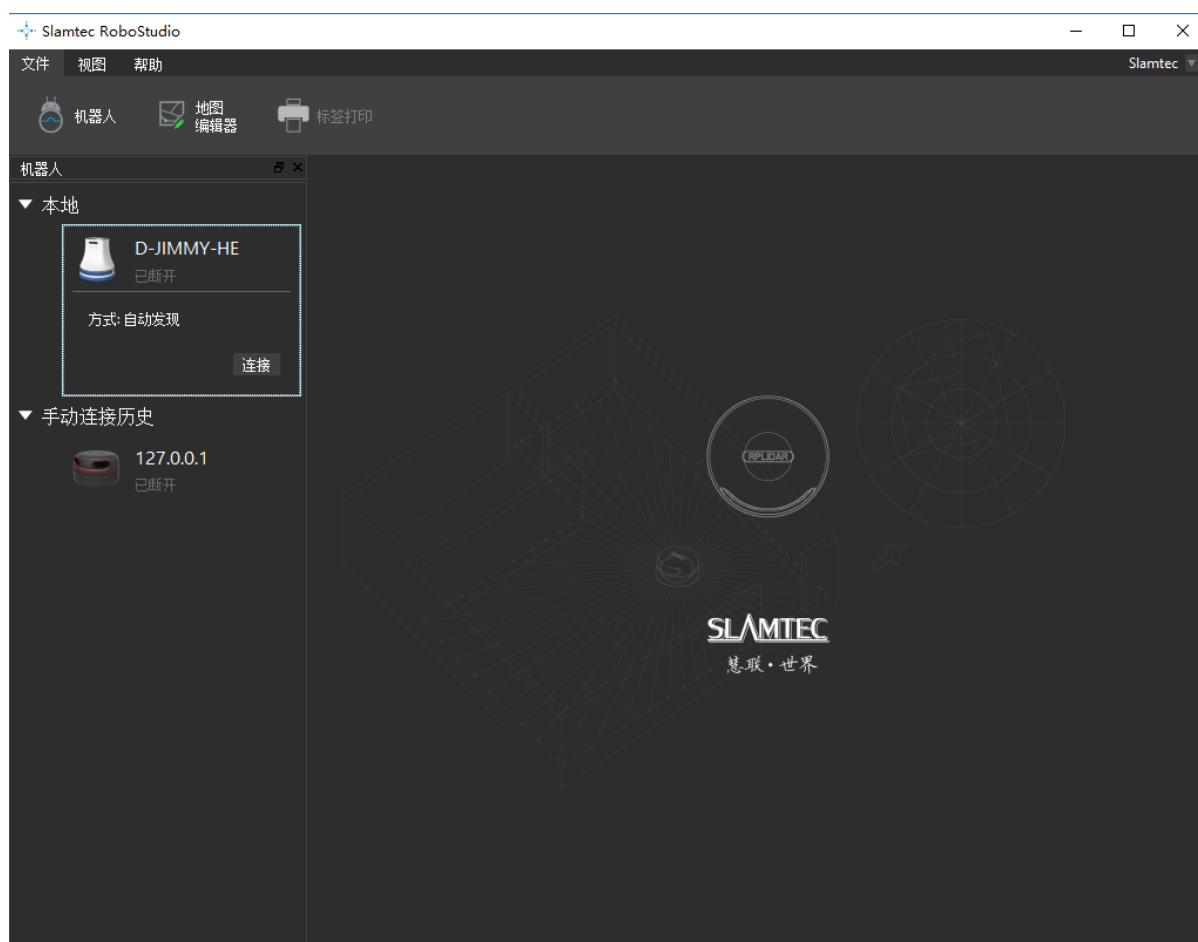 Slamtec RoboStudio
文件 视图 帮助 Slamtec
机器人 地图
编辑器 标签打印
机器人
本地
D-JIMMY-HE
已断开
方式: 自动发现
连接
手动连接历史
127.0.0.1
已断开
RPLIDAR
SLAMTEC
慧联·世界